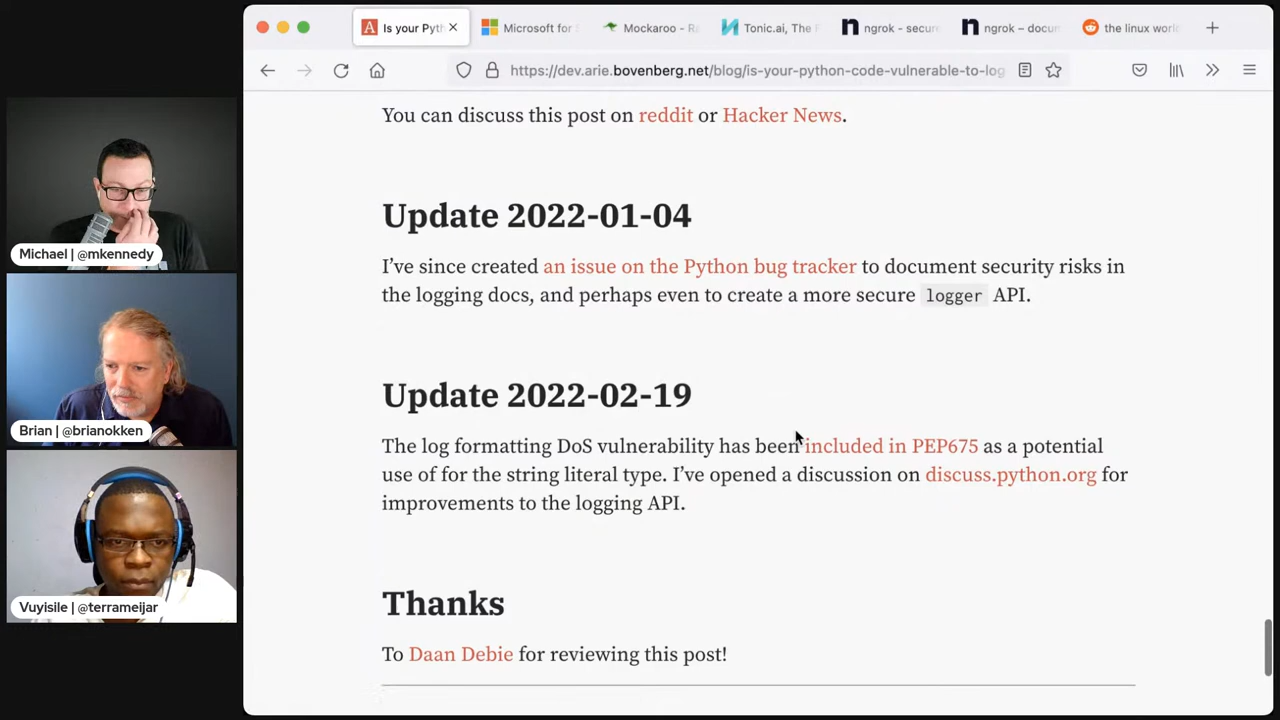 Is your Pyth
Microsoft for S
Mockaroo - Ra
Tonic.ai, The F
ngrok - secure
ngrok – docum
the linux world
https://dev.arie.bovenberg.net/blog/is-your-python-code-vulnerable-to-log
You can discuss this post on reddit or Hacker News.
Update 2022-01-04
I've since created an issue on the Python bug tracker to document security risks in
the logging docs, and perhaps even to create a more secure logger API.
Update 2022-02-19
The log formatting DoS vulnerability has been included in PEP675 as a potential
use of for the string literal type. I've opened a discussion on discuss.python.org for
improvements to the logging API.
Thanks
To Daan Debie for reviewing this post!
Michael | @mkennedy
Brian | @brianokken
Vuyisile | @terrameijar